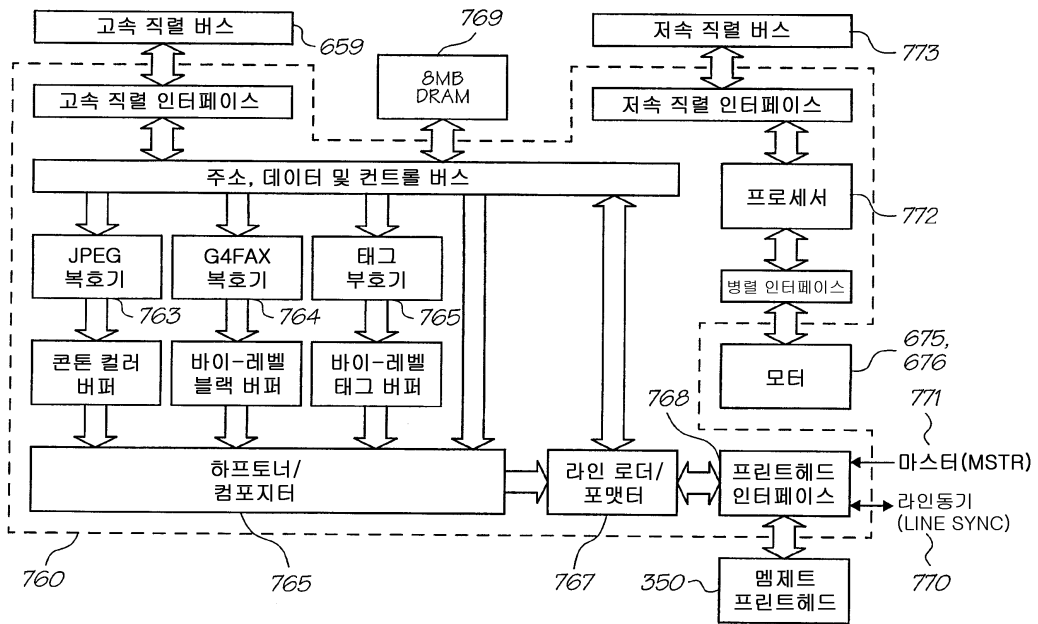 고속 직렬 버스
659
769
저속 직렬 버스
773
8MB
DRAM
고속 직렬 인터페이스
저속 직렬 인터페이스
주소, 데이터 및 컨트롤 버스
프로세서
772
JPEG
복호기
763
G4FAX
복호기
764
태그
부호기
765
병렬 인터페이스
콘톤 컬러
버퍼
바이-레벨
블랙 버퍼
바이-레벨
태그 버퍼
모터
675,
676
768
771
하프토너/
컴포지터
라인 로더/
포맷터
프린트헤드
인터페이스
마스터(MSTR)
라인동기
(LINE SYNC)
760
765
767
350
멤제트
프린트헤드
770